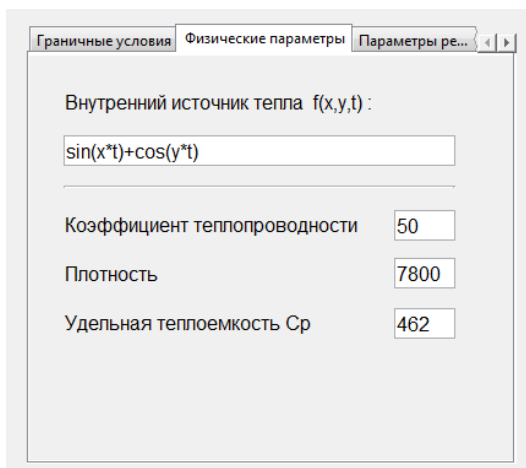 Граничные условия Физические параметры Параметры ре...
Внутренний источник тепла f(x,y,t) :
sin(x*t)+cos(y*t)
Коэффициент теплопроводности 50
Плотность 7800
Удельная теплоемкость Cp 462